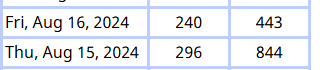 Fri, Aug 16, 2024 240 443
Thu, Aug 15, 2024 296 844